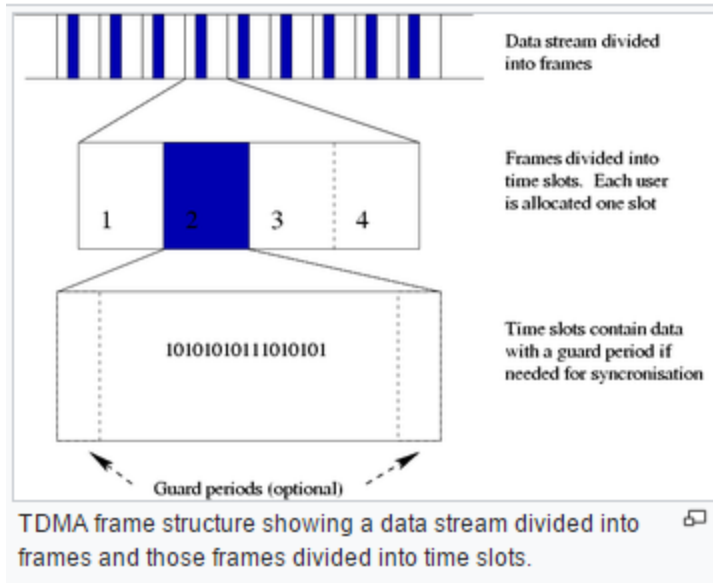 Data stream divided
into frames
Frames divided into
time slots. Each user
is allocated one slot
1 2 3 4
Time slots contain data
with a guard period if
needed for syncronisation
10101010111010101
Guard periods (optional)
TDMA frame structure showing a data stream divided into
frames and those frames divided into time slots.